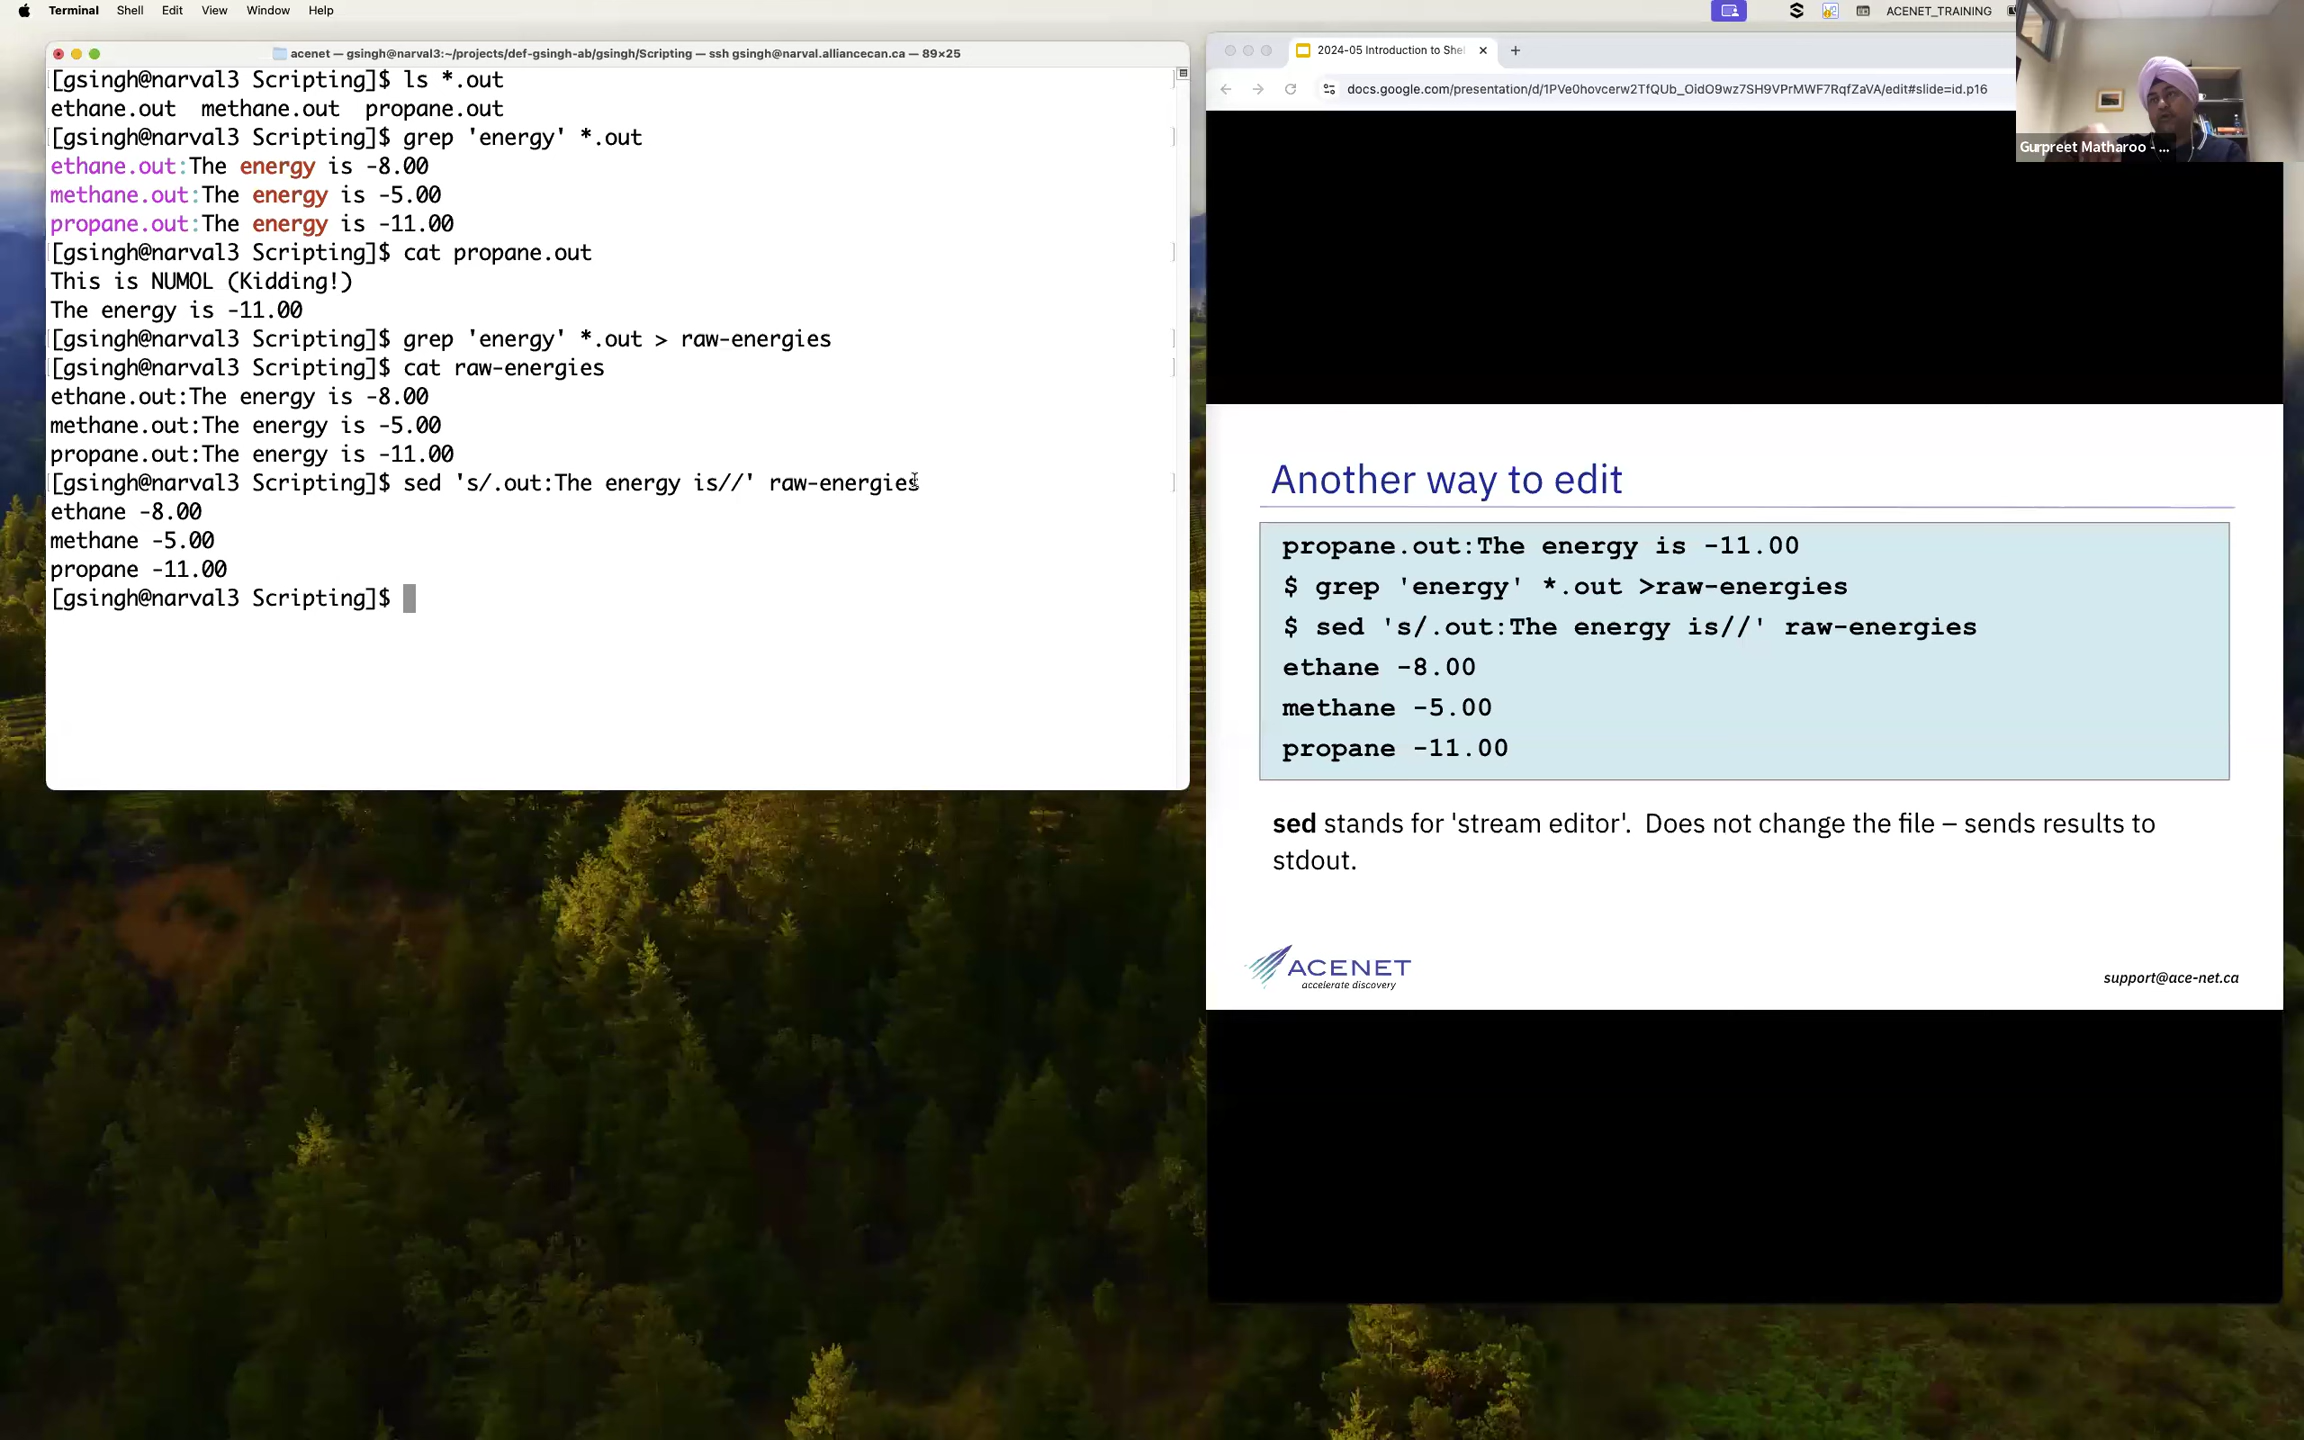 Terminal Shell Edit View Window Help
ACENET_TRAINING
acenet — gsingh@narval3:~/projects/def-gsingh-ab/gsingh/Scripting — ssh gsingh@narval.alliancecan.ca — 89×25
[gsingh@narval3 Scripting]$ ls *.out
ethane.out  methane.out  propane.out
[gsingh@narval3 Scripting]$ grep 'energy' *.out
ethane.out:The energy is -8.00
methane.out:The energy is -5.00
propane.out:The energy is -11.00
[gsingh@narval3 Scripting]$ cat propane.out
This is NUMOL (Kidding!)
The energy is -11.00
[gsingh@narval3 Scripting]$ grep 'energy' *.out > raw-energies
[gsingh@narval3 Scripting]$ cat raw-energies
ethane.out:The energy is -8.00
methane.out:The energy is -5.00
propane.out:The energy is -11.00
[gsingh@narval3 Scripting]$ sed 's/.out:The energy is//' raw-energies
ethane -8.00
methane -5.00
propane -11.00
[gsingh@narval3 Scripting]$
2024-05 Introduction to Shel
docs.google.com/presentation/d/1PVe0hovcerw2TfQUb_OidO9wz7SH9VPrMWF7RqfZaVA/edit#slide=id.p16
Gurpreet Matharoo - ...
Another way to edit
propane.out:The energy is -11.00
$ grep 'energy' *.out >raw-energies
$ sed 's/.out:The energy is//' raw-energies
ethane -8.00
methane -5.00
propane -11.00
sed stands for 'stream editor'.  Does not change the file – sends results to
stdout.
ACENET
accelerate discovery
support@ace-net.ca